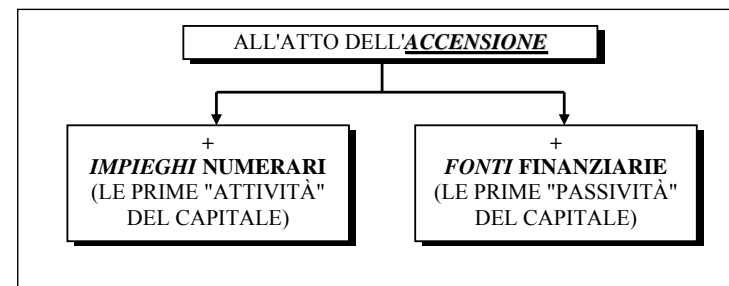 ALL'ATTO DELL'ACCENSIONE
+
IMPIEGHI NUMERARI
(LE PRIME "ATTIVITÀ"
DEL CAPITALE)
+
FONTI FINANZIARIE
(LE PRIME "PASSIVITÀ"
DEL CAPITALE)